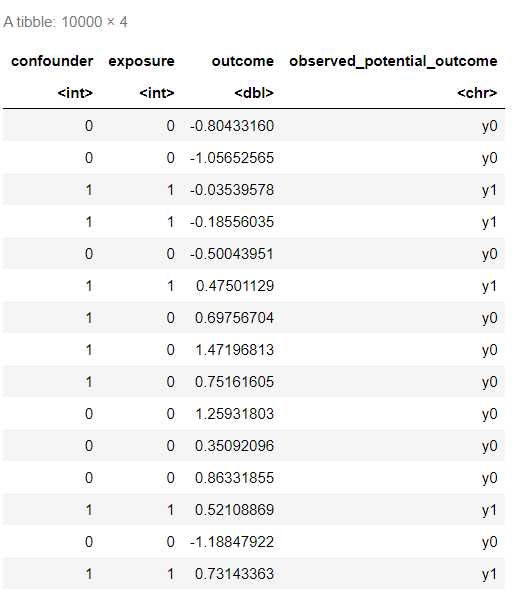 A tibble: 10000 × 4
confounder exposure outcome observed_potential_outcome
<int> <int> <dbl> <chr>
0 0 -0.80433160 y0
0 0 -1.05652565 y0
1 1 -0.03539578 y1
1 1 -0.18556035 y1
0 0 -0.50043951 y0
1 1 0.47501129 y1
1 0 0.69756704 y0
1 0 1.47196813 y0
1 0 0.75161605 y0
0 0 1.25931803 y0
0 0 0.35092096 y0
0 0 0.86331855 y0
1 1 0.52108869 y1
0 0 -1.18847922 y0
1 1 0.73143363 y1